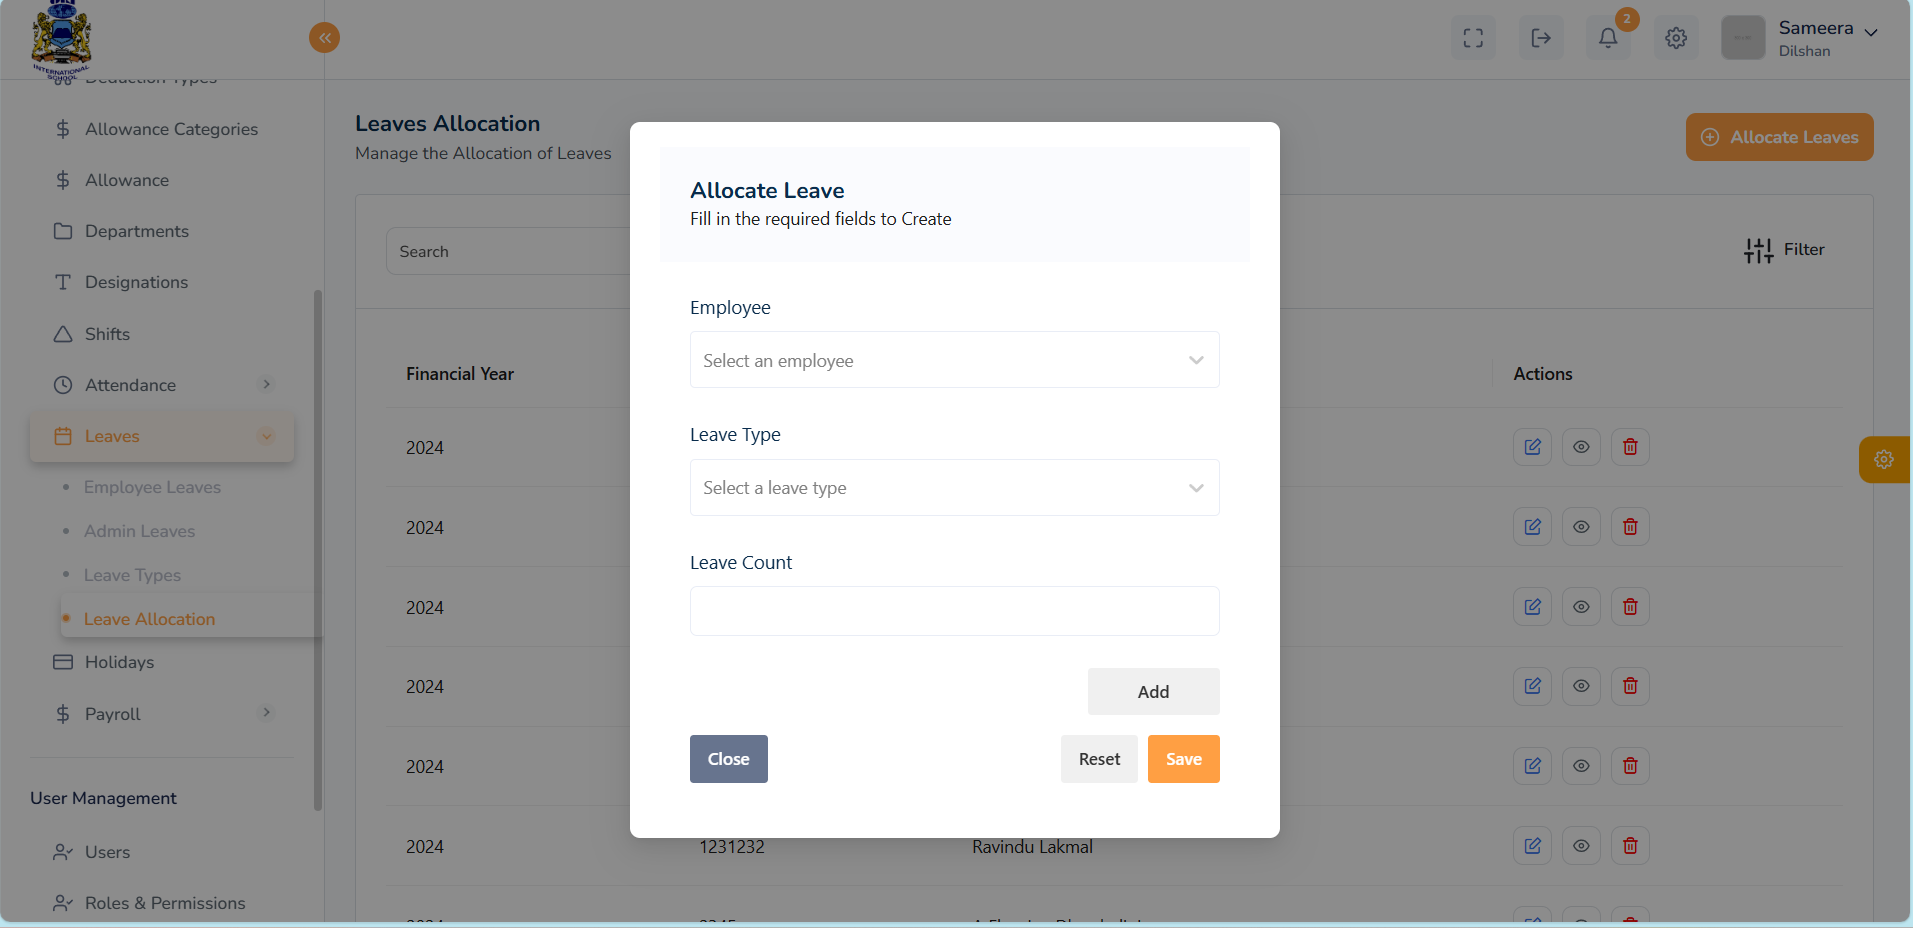 INTERNATIONAL
SCHOOL
2
Sameera
Dilshan
Deduction Types
Allowance Categories
Allowance
Departments
Designations
Shifts
Attendance
Leaves
Employee Leaves
Admin Leaves
Leave Types
Leave Allocation
Holidays
Payroll
User Management
Users
Roles & Permissions
Leaves Allocation
Manage the Allocation of Leaves
Allocate Leaves
Search
Filter
Financial Year
Actions
2024
2024
2024
2024
2024
2024 1231232 Ravindu Lakmal
Allocate Leave
Fill in the required fields to Create
Employee
Select an employee
Leave Type
Select a leave type
Leave Count
Add
Close
Reset
Save